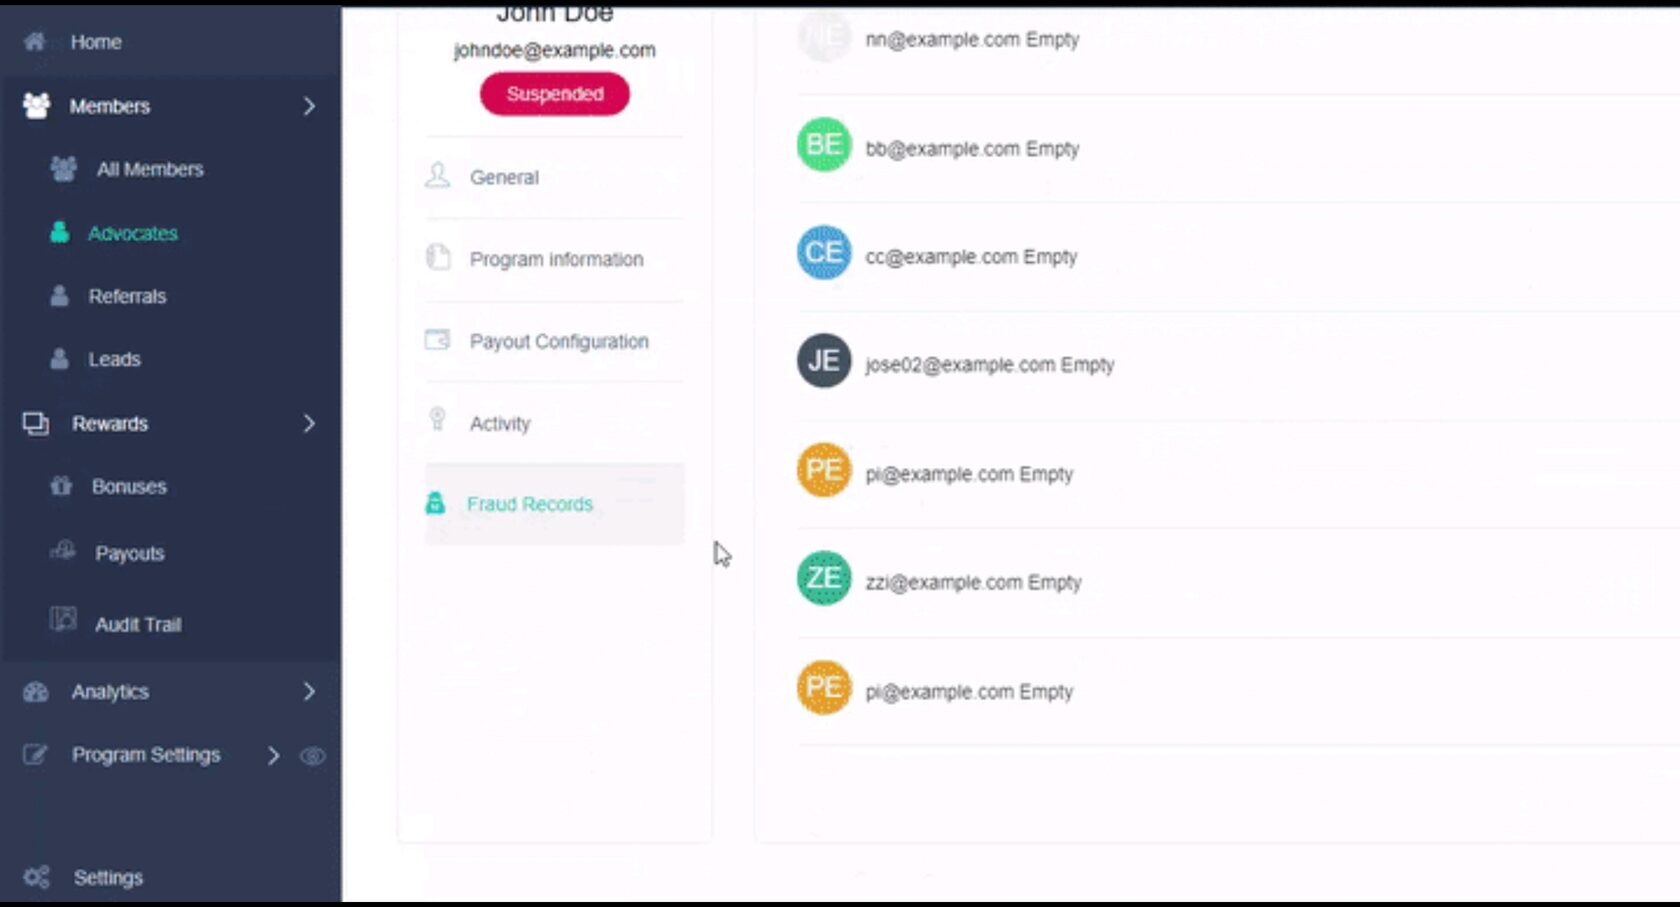 Home
Members
All Members
Advocates
Referrals
Leads
Rewards
Bonuses
Payouts
Audit Trail
Analytics
Program Settings
Settings
John Doe
johndoe@example.com
Suspended
General
Program information
Payout Configuration
Activity
Fraud Records
NE
nn@example.com Empty
BE
bb@example.com Empty
CE
cc@example.com Empty
JE
jose02@example.com Empty
PE
pi@example.com Empty
ZE
zzi@example.com Empty
PE
pi@example.com Empty